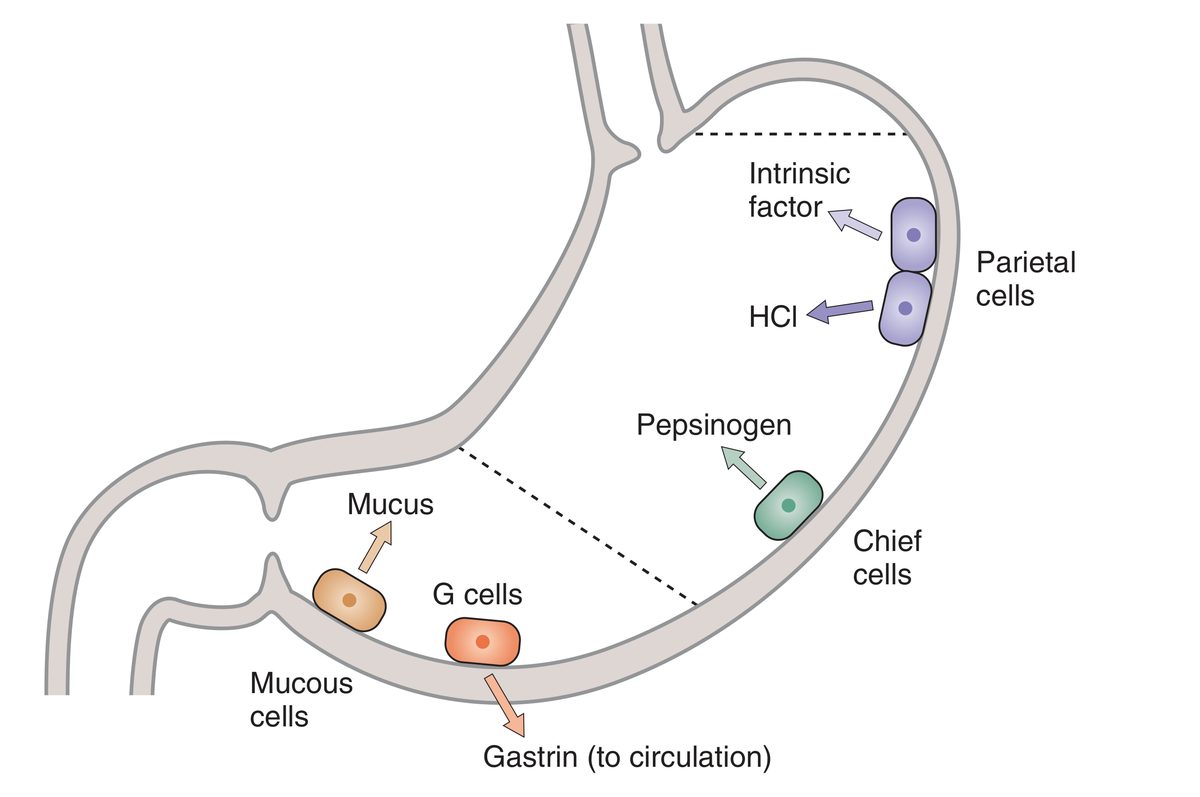 Intrinsic
factor
Parietal
cells
HCl
Pepsinogen
Mucus
Chief
cells
G cells
Mucous
cells
Gastrin (to circulation)